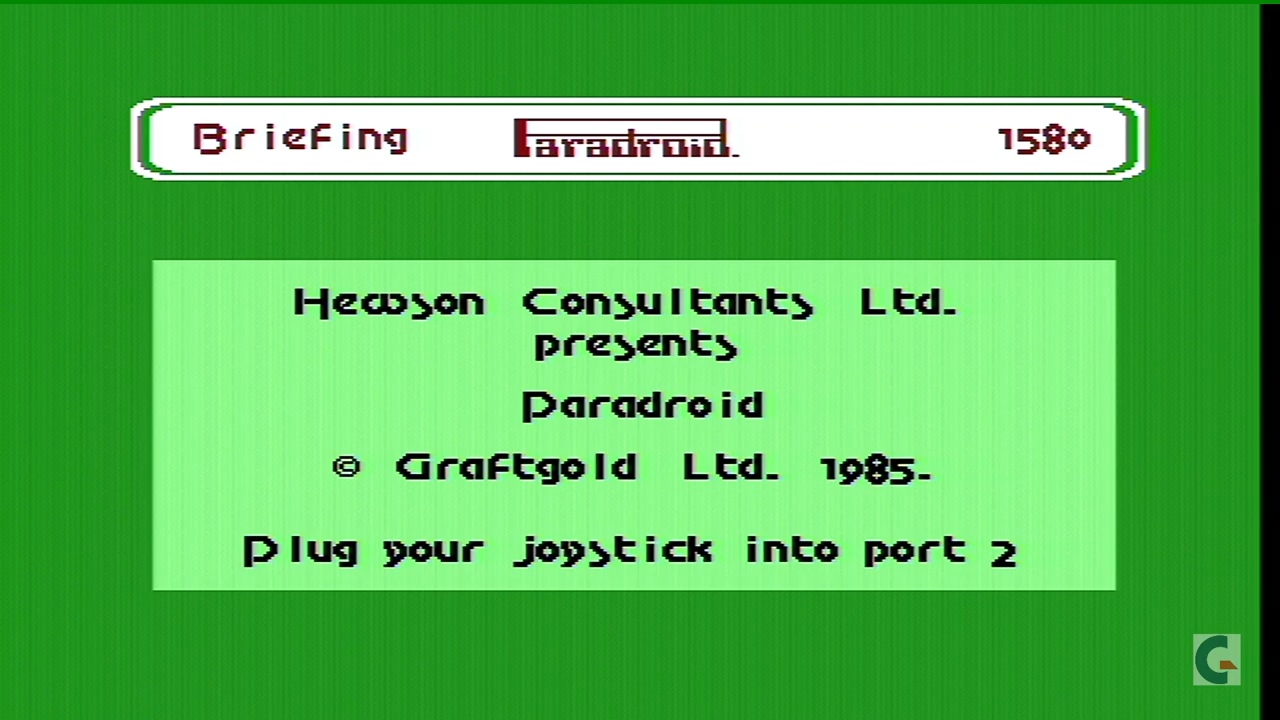 Briefing Paradroid. 1580
Hewson Consultants Ltd.
presents
Paradroid
© Graftgold Ltd. 1985.
Plug your joystick into port 2
G